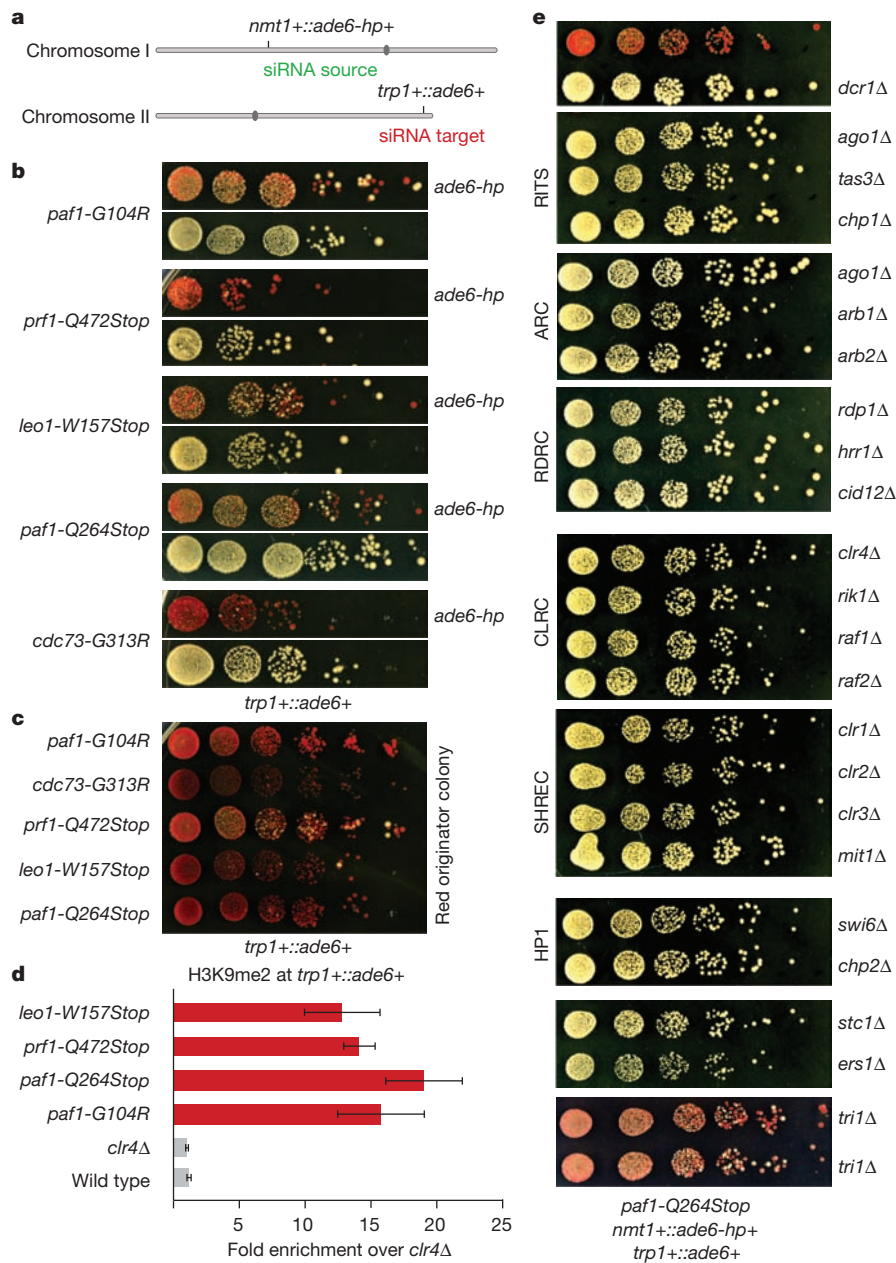 a
nmt1+::ade6-hp+
Chromosome I
siRNA source
trp1+::ade6+
Chromosome II
siRNA target
b
paf1-G104R
ade6-hp
prf1-Q472Stop
ade6-hp
leo1-W157Stop
ade6-hp
paf1-Q264Stop
ade6-hp
cdc73-G313R
ade6-hp
trp1+::ade6+
c
paf1-G104R
cdc73-G313R
prf1-Q472Stop
leo1-W157Stop
paf1-Q264Stop
Red originator colony
trp1+::ade6+
d
H3K9me2 at trp1+::ade6+
leo1-W157Stop
prf1-Q472Stop
paf1-Q264Stop
paf1-G104R
clr4Δ
Wild type
5 10 15 20 25
Fold enrichment over clr4Δ
e
dcr1Δ
RITS
ago1Δ
tas3Δ
chp1Δ
ARC
ago1Δ
arb1Δ
arb2Δ
RDRC
rdp1Δ
hrr1Δ
cid12Δ
CLRC
clr4Δ
rik1Δ
raf1Δ
raf2Δ
SHREC
clr1Δ
clr2Δ
clr3Δ
mit1Δ
HP1
swi6Δ
chp2Δ
stc1Δ
ers1Δ
tri1Δ
tri1Δ
paf1-Q264Stop
nmt1+::ade6-hp+
trp1+::ade6+